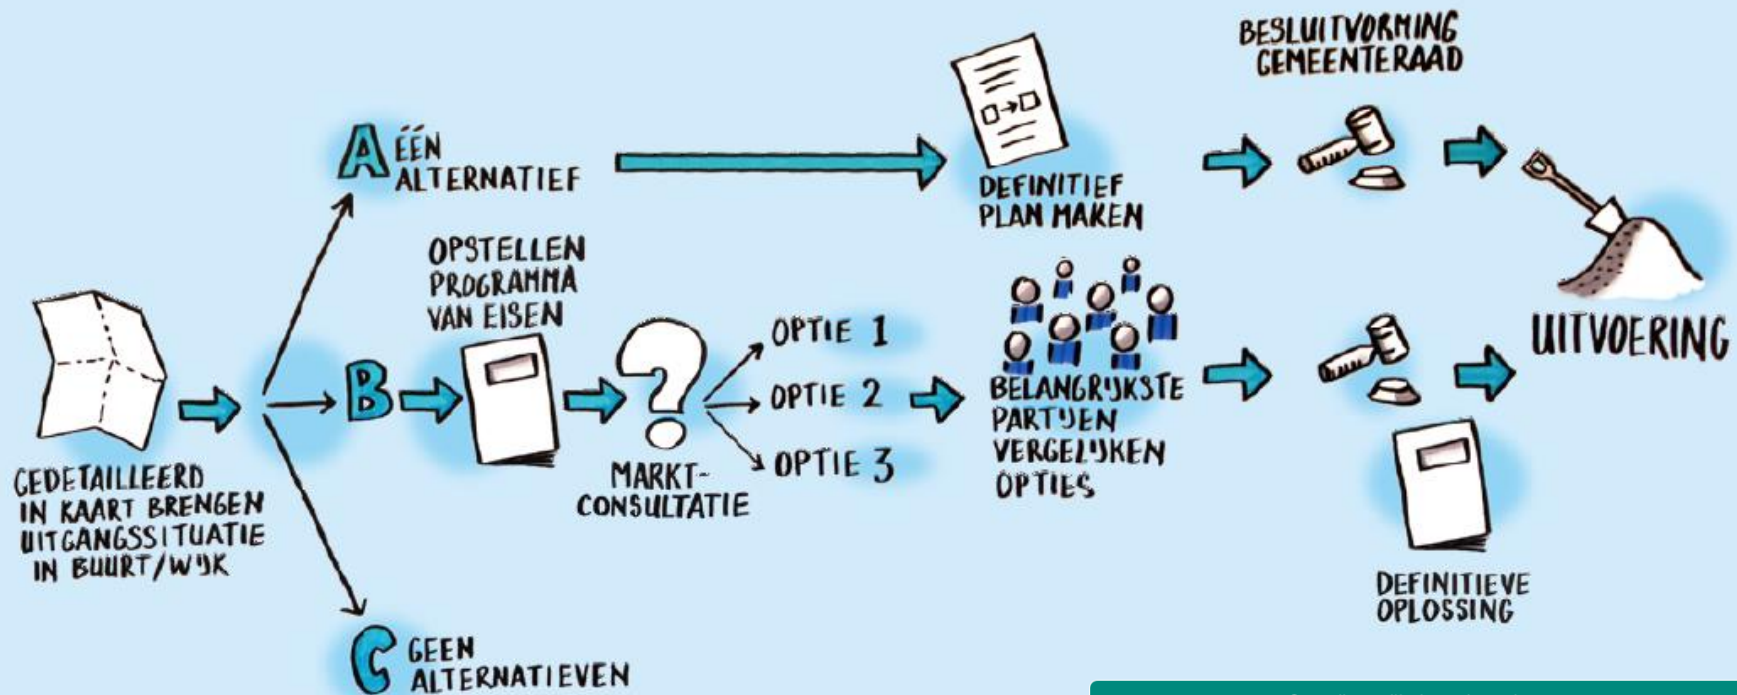 GEDETAILLEERD
IN KAART BRENGEN
UITGANGSSITUATIE
IN BUURT/WIJK
A ÉÉN
ALTERNATIEF
DEFINITIEF
PLAN MAKEN
BESLUITVORMING
GEMEENTERAAD
B
OPSTELLEN
PROGRAMMA
VAN EISEN
?
MARKT-
CONSULTATIE
OPTIE 1
OPTIE 2
OPTIE 3
BELANGRIJKSTE
PARTIJEN
VERGELIJKEN
OPTIES
DEFINITIEVE
OPLOSSING
UITVOERING
C GEEN
ALTERNATIEVEN